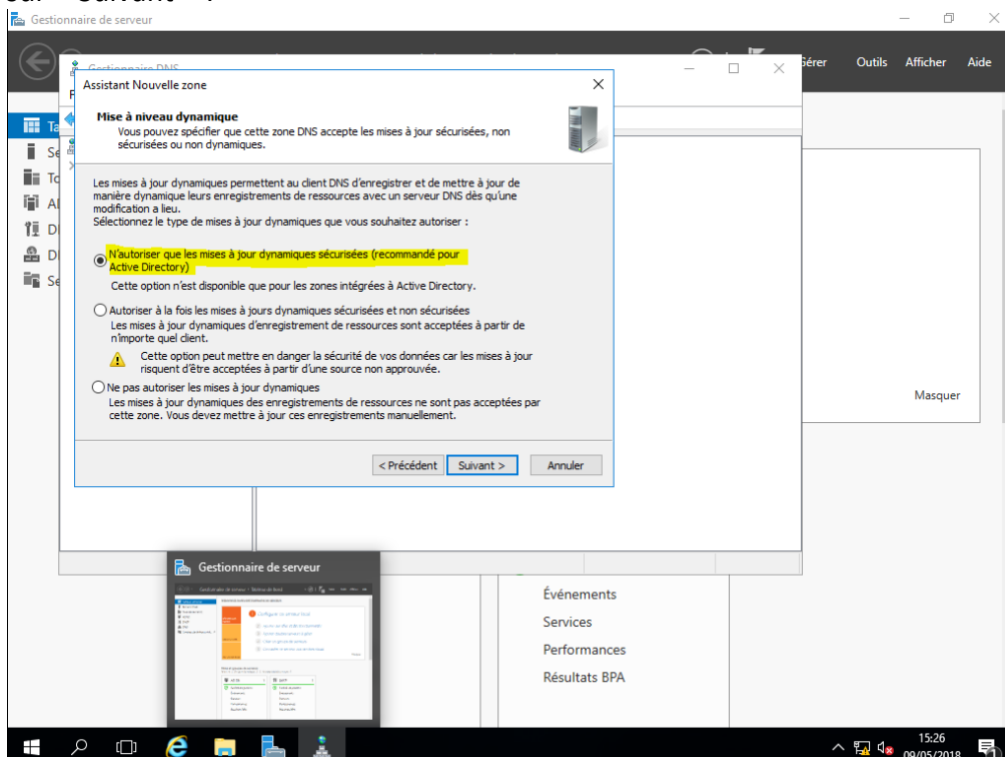 Gestionnaire de serveur
Gérer Outils Afficher Aide
Gestionnaire DNS
Assistant Nouvelle zone
Mise à niveau dynamique
Vous pouvez spécifier que cette zone DNS accepte les mises à jour sécurisées, non
sécurisées ou non dynamiques.
Les mises à jour dynamiques permettent au client DNS d'enregistrer et de mettre à jour de
manière dynamique leurs enregistrements de ressources avec un serveur DNS dès qu'une
modification a lieu.
Sélectionnez le type de mises à jour dynamiques que vous souhaitez autoriser :
N'autoriser que les mises à jour dynamiques sécurisées (recommandé pour
Active Directory)
Cette option n'est disponible que pour les zones intégrées à Active Directory.
Autoriser à la fois les mises à jours dynamiques sécurisées et non sécurisées
Les mises à jour dynamiques d'enregistrement de ressources sont acceptées à partir de
n'importe quel client.
Cette option peut mettre en danger la sécurité de vos données car les mises à jour
risquent d'être acceptées à partir d'une source non approuvée.
Ne pas autoriser les mises à jour dynamiques
Les mises à jour dynamiques des enregistrements de ressources ne sont pas acceptées par
cette zone. Vous devez mettre à jour ces enregistrements manuellement.
< Précédent Suivant > Annuler
Masquer
Gestionnaire de serveur
Événements
Services
Performances
Résultats BPA
15:26
09/05/2018